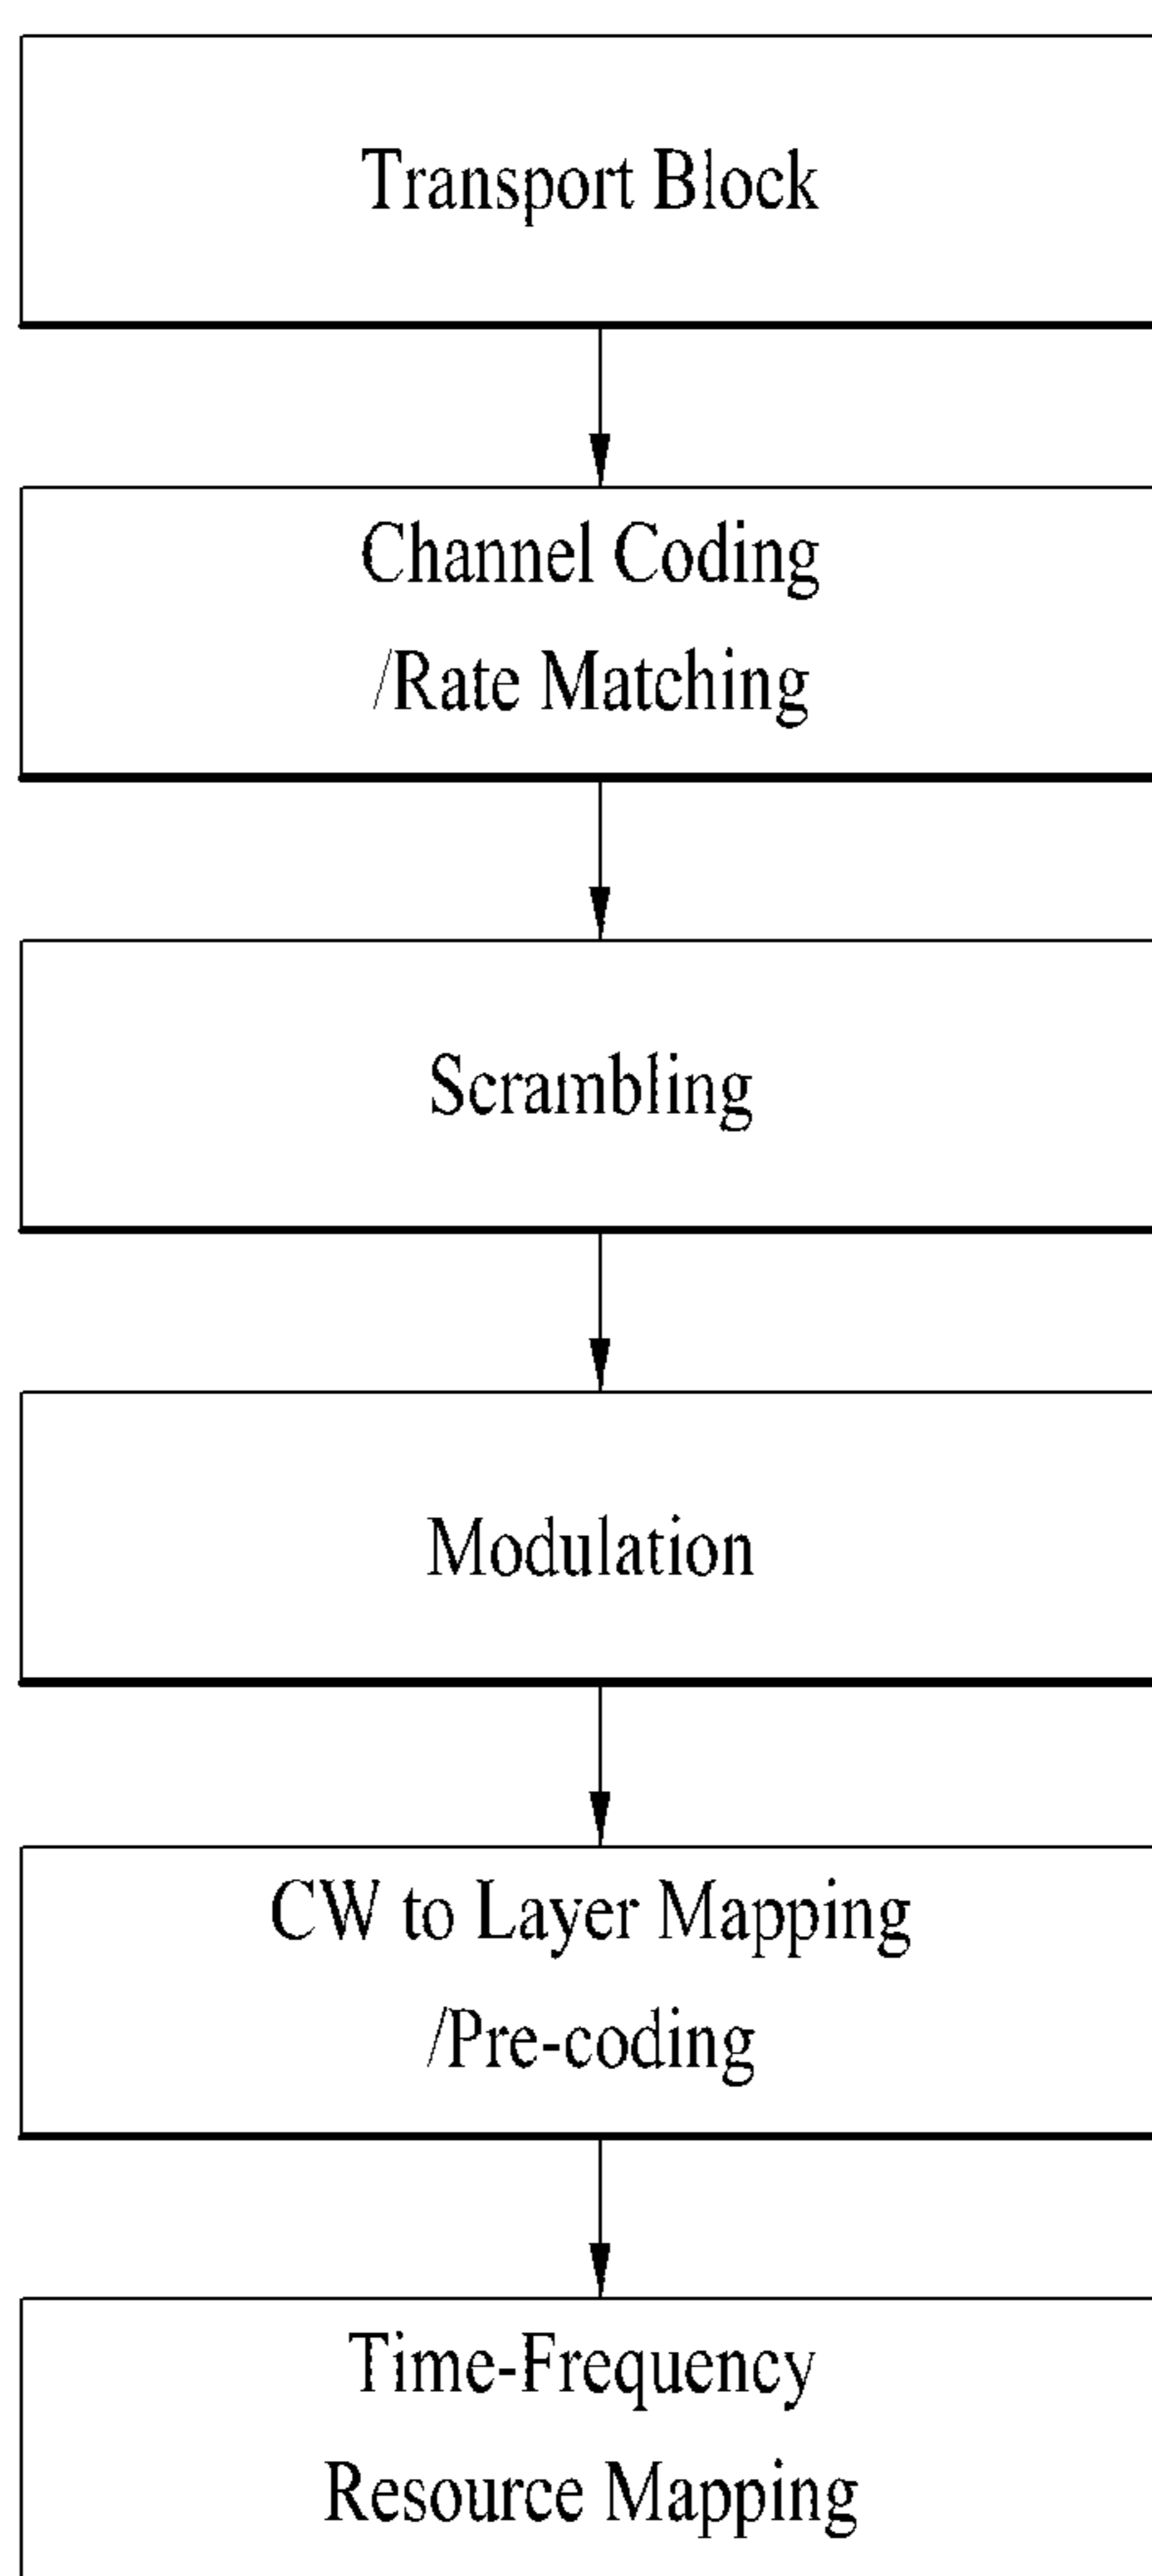 Transport Block
Channel Coding
/Rate Matching
Scrambling
Modulation
CW to Layer Mapping
/Pre-coding
Time-Frequency
Resource Mapping